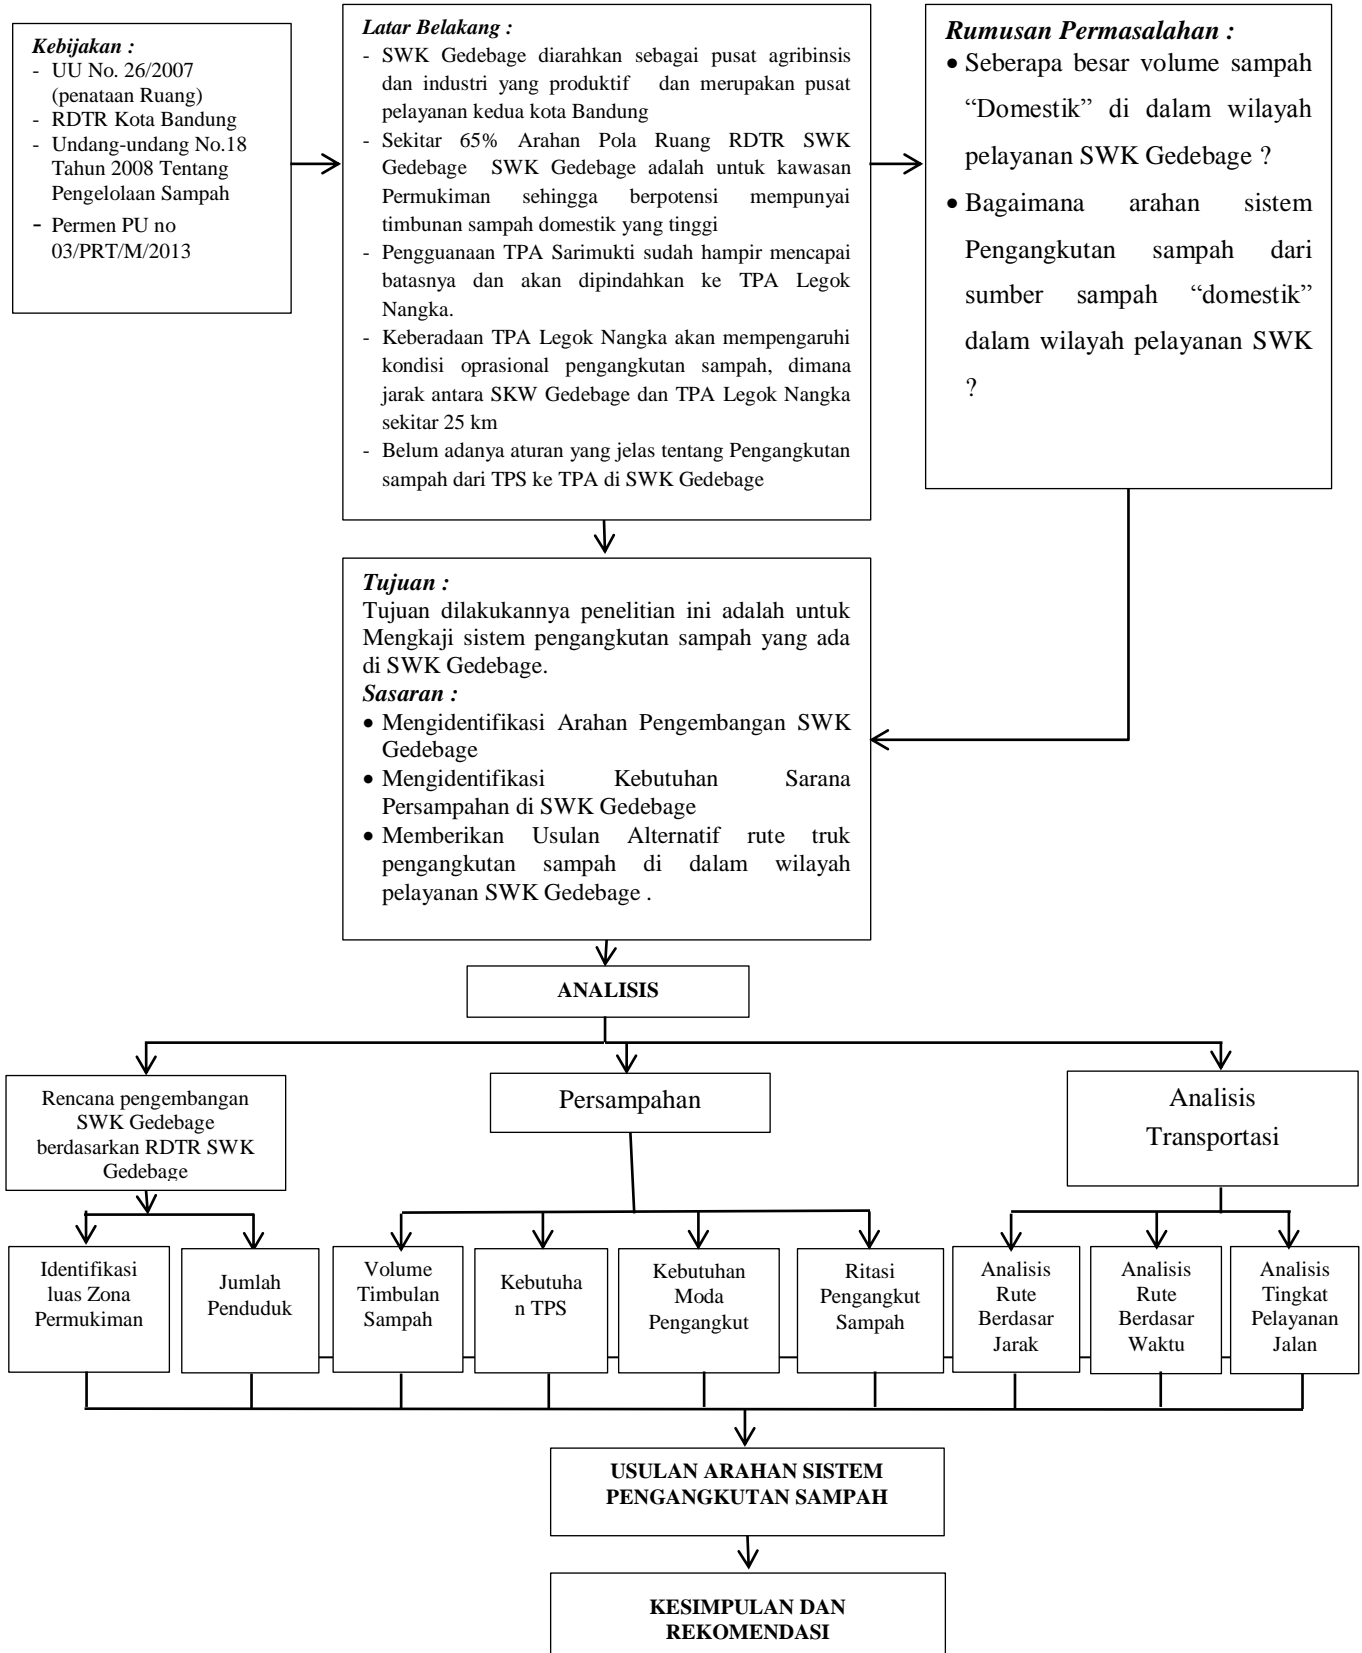 Kebijakan :
- UU No. 26/2007
(penataan Ruang)
- RDTR Kota Bandung
- Undang-undang No.18
Tahun 2008 Tentang
Pengelolaan Sampah
- Permen PU no
03/PRT/M/2013
Latar Belakang :
- SWK Gedebage diarahkan sebagai pusat agribinsis
dan industri yang produktif dan merupakan pusat
pelayanan kedua kota Bandung
- Sekitar 65% Arahan Pola Ruang RDTR SWK
Gedebage SWK Gedebage adalah untuk kawasan
Permukiman sehingga berpotensi mempunyai
timbunan sampah domestik yang tinggi
- Pengguanaan TPA Sarimukti sudah hampir mencapai
batasnya dan akan dipindahkan ke TPA Legok
Nangka.
- Keberadaan TPA Legok Nangka akan mempengaruhi
kondisi oprasional pengangkutan sampah, dimana
jarak antara SKW Gedebage dan TPA Legok Nangka
sekitar 25 km
- Belum adanya aturan yang jelas tentang Pengangkutan
sampah dari TPS ke TPA di SWK Gedebage
Rumusan Permasalahan :
• Seberapa besar volume sampah
“Domestik” di dalam wilayah
pelayanan SWK Gedebage ?
• Bagaimana arahan sistem
Pengangkutan sampah dari
sumber sampah “domestik”
dalam wilayah pelayanan SWK
?
Tujuan :
Tujuan dilakukannya penelitian ini adalah untuk
Mengkaji sistem pengangkutan sampah yang ada
di SWK Gedebage.
Sasaran :
• Mengidentifikasi Arahan Pengembangan SWK
Gedebage
• Mengidentifikasi Kebutuhan Sarana
Persampahan di SWK Gedebage
• Memberikan Usulan Alternatif rute truk
pengangkutan sampah di dalam wilayah
pelayanan SWK Gedebage .
ANALISIS
Rencana pengembangan
SWK Gedebage
berdasarkan RDTR SWK
Gedebage
Persampahan
Analisis
Transportasi
Identifikasi
luas Zona
Permukiman
Jumlah
Penduduk
Volume
Timbulan
Sampah
Kebutuha
n TPS
Kebutuhan
Moda
Pengangkut
Ritasi
Pengangkut
Sampah
Analisis
Rute
Berdasar
Jarak
Analisis
Rute
Berdasar
Waktu
Analisis
Tingkat
Pelayanan
Jalan
USULAN ARAHAN SISTEM
PENGANGKUTAN SAMPAH
KESIMPULAN DAN
REKOMENDASI